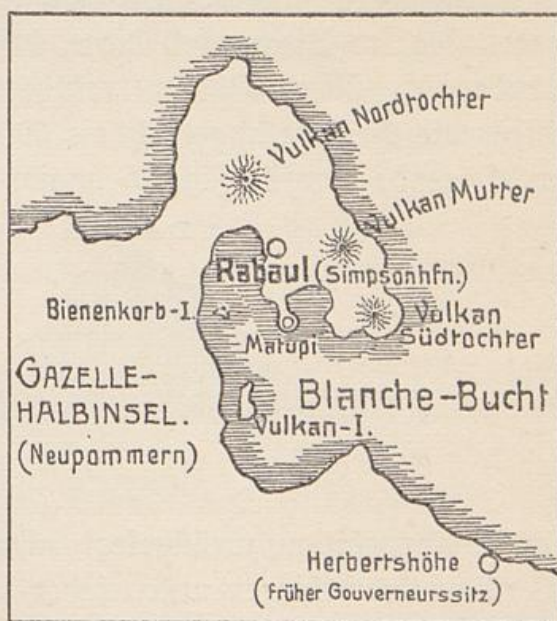 Vulkan Nordtochter
Vulkan Mutter
Rabaul (Simpsonhfn.)
Bienenkorb-I.
Vulkan
Südtochter
Matupi
GAZELLE-
HALBINSEL.
(Neupommern)
Blanche-Bucht
Vulkan-I.
Herbertshöhe
(früher Gouverneurssitz)